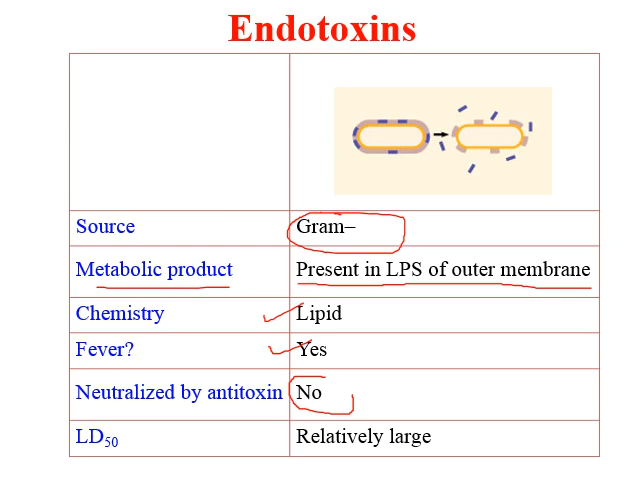 Endotoxins
Source Gram–
Metabolic product Present in LPS of outer membrane
Chemistry Lipid
Fever? Yes
Neutralized by antitoxin No
LD50 Relatively large